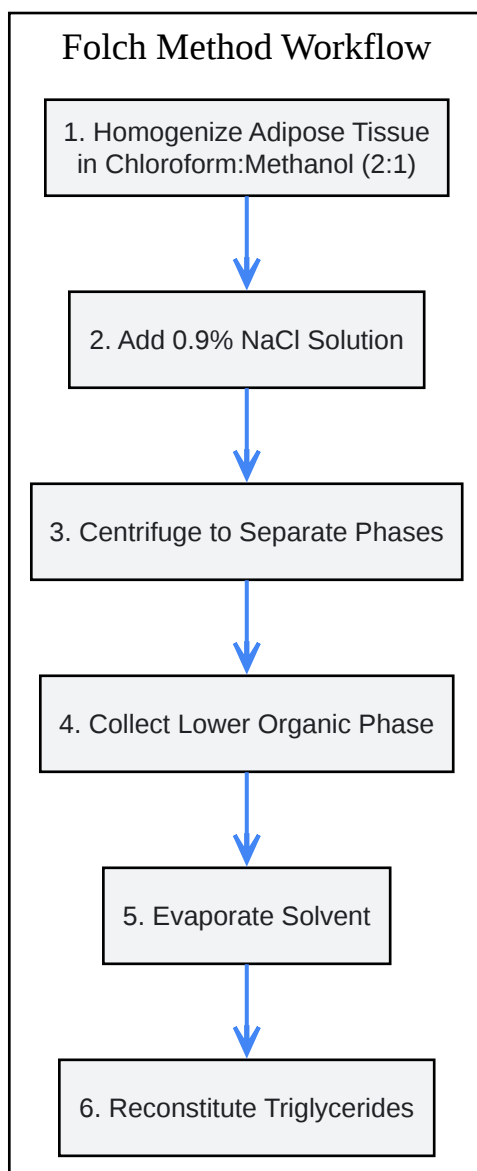 Folch Method Workflow
1. Homogenize Adipose Tissue
in Chloroform:Methanol (2:1)
2. Add 0.9% NaCl Solution
3. Centrifuge to Separate Phases
4. Collect Lower Organic Phase
5. Evaporate Solvent
6. Reconstitute Triglycerides